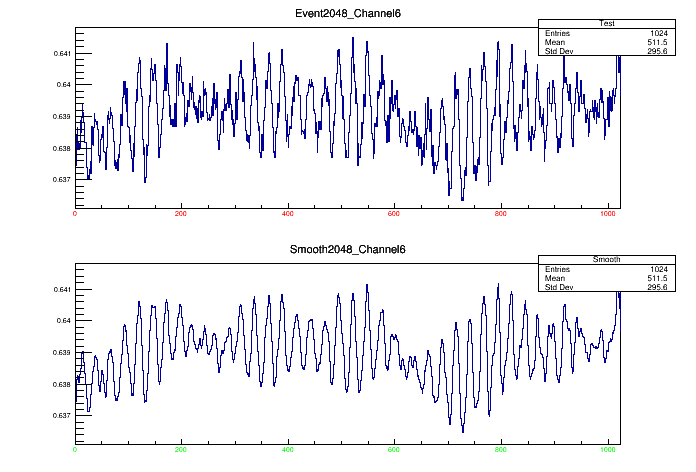 Event2048_Channel6
Test
Entries 1024
Mean 511.5
Std Dev 295.6
0.641
0.64
0.639
0.638
0.637
0 200 400 600 800 1000
Smooth2048_Channel6
Smooth
Entries 1024
Mean 511.5
Std Dev 295.6
0.641
0.64
0.639
0.638
0.637
0 200 400 600 800 1000